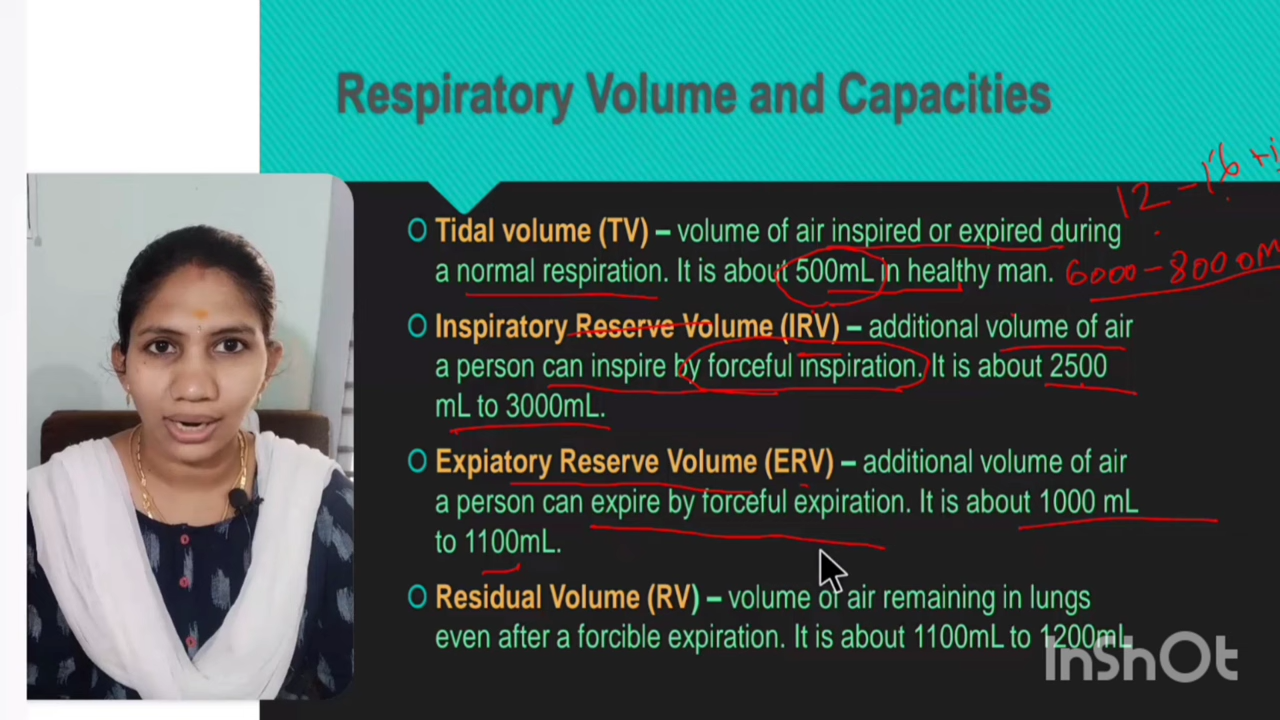 Respiratory Volume and Capacities
12 - 16
Tidal volume (TV) – volume of air inspired or expired during
a normal respiration. It is about 500mL in healthy man.
6000 - 8000m
Inspiratory Reserve Volume (IRV) – additional volume of air
a person can inspire by forceful inspiration. It is about 2500
mL to 3000mL.
Expiatory Reserve Volume (ERV) – additional volume of air
a person can expire by forceful expiration. It is about 1000 mL
to 1100mL.
Residual Volume (RV) – volume of air remaining in lungs
even after a forcible expiration. It is about 1100mL to 1200mL
InShOt